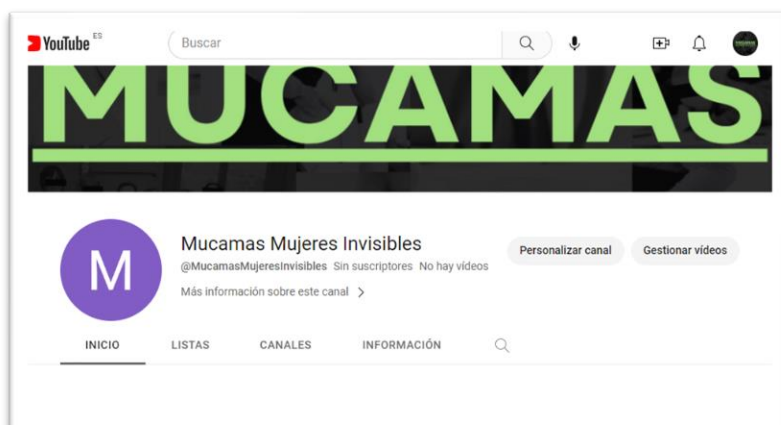 YouTube ES
Buscar
MUCAMAS
M
Mucamas Mujeres Invisibles
Personalizar canal
Gestionar vídeos
@MucamasMujeresInvisibles Sin suscriptores No hay vídeos
Más información sobre este canal
INICIO LISTAS CANALES INFORMACIÓN